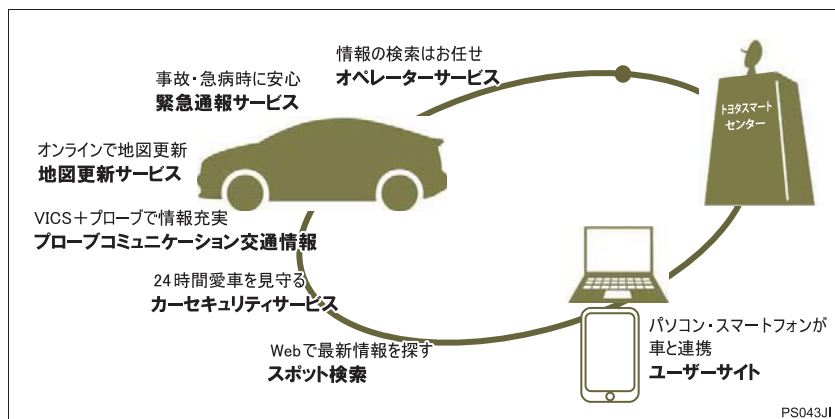 情報の検索はお任せ
オペレーターサービス
事故・急病時に安心
緊急通報サービス
トヨタスマート
センター
オンラインで地図更新
地図更新サービス
VICS＋プローブで情報充実
プローブコミュニケーション交通情報
24時間愛車を見守る
カーセキュリティサービス
Webで最新情報を探す
スポット検索
パソコン・スマートフォンが
車と連携
ユーザーサイト
PS043JI